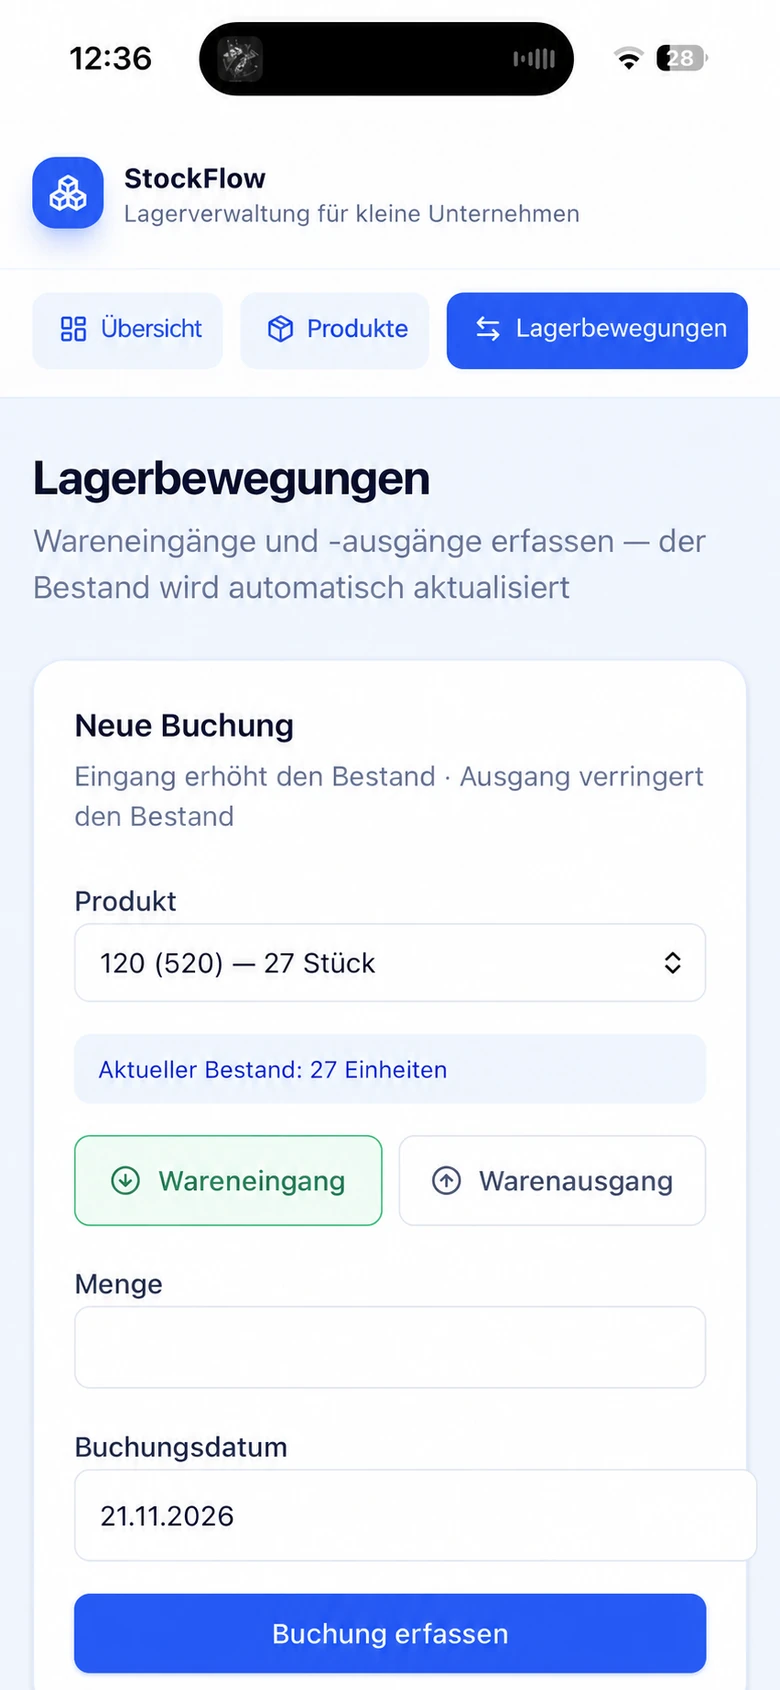 12:36
28
StockFlow
Lagerverwaltung für kleine Unternehmen
Übersicht
Produkte
Lagerbewegungen
Lagerbewegungen
Wareneingänge und -ausgänge erfassen — der
Bestand wird automatisch aktualisiert
Neue Buchung
Eingang erhöht den Bestand · Ausgang verringert
den Bestand
Produkt
120 (520) — 27 Stück
Aktueller Bestand: 27 Einheiten
Wareneingang
Warenausgang
Menge
Buchungsdatum
21.11.2026
Buchung erfassen